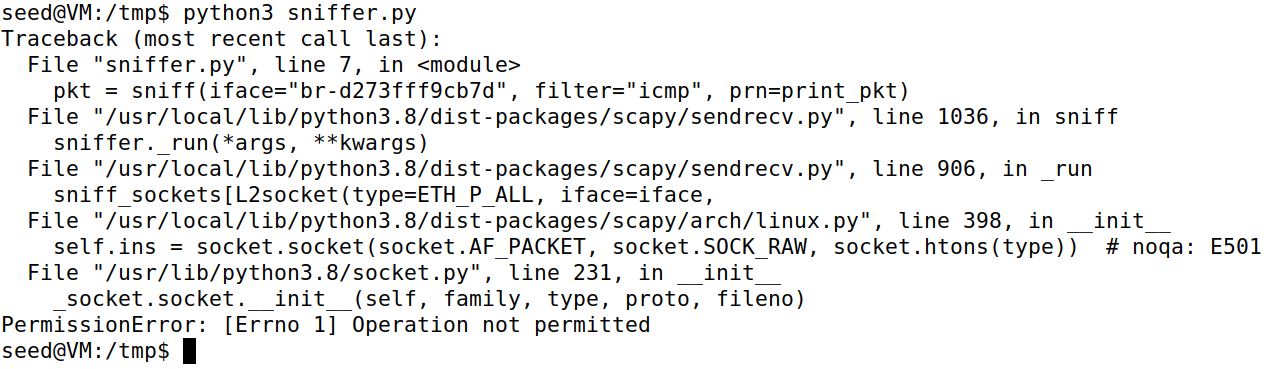 seed@VM:/tmp$ python3 sniffer.py
Traceback (most recent call last):
  File "sniffer.py", line 7, in <module>
    pkt = sniff(iface="br-d273fff9cb7d", filter="icmp", prn=print_pkt)
  File "/usr/local/lib/python3.8/dist-packages/scapy/sendrecv.py", line 1036, in sniff
    sniffer._run(*args, **kwargs)
  File "/usr/local/lib/python3.8/dist-packages/scapy/sendrecv.py", line 906, in _run
    sniff_sockets[L2socket(type=ETH_P_ALL, iface=iface,
  File "/usr/local/lib/python3.8/dist-packages/scapy/arch/linux.py", line 398, in __init__
    self.ins = socket.socket(socket.AF_PACKET, socket.SOCK_RAW, socket.htons(type))  # noqa: E501
  File "/usr/lib/python3.8/socket.py", line 231, in __init__
    _socket.socket.__init__(self, family, type, proto, fileno)
PermissionError: [Errno 1] Operation not permitted
seed@VM:/tmp$